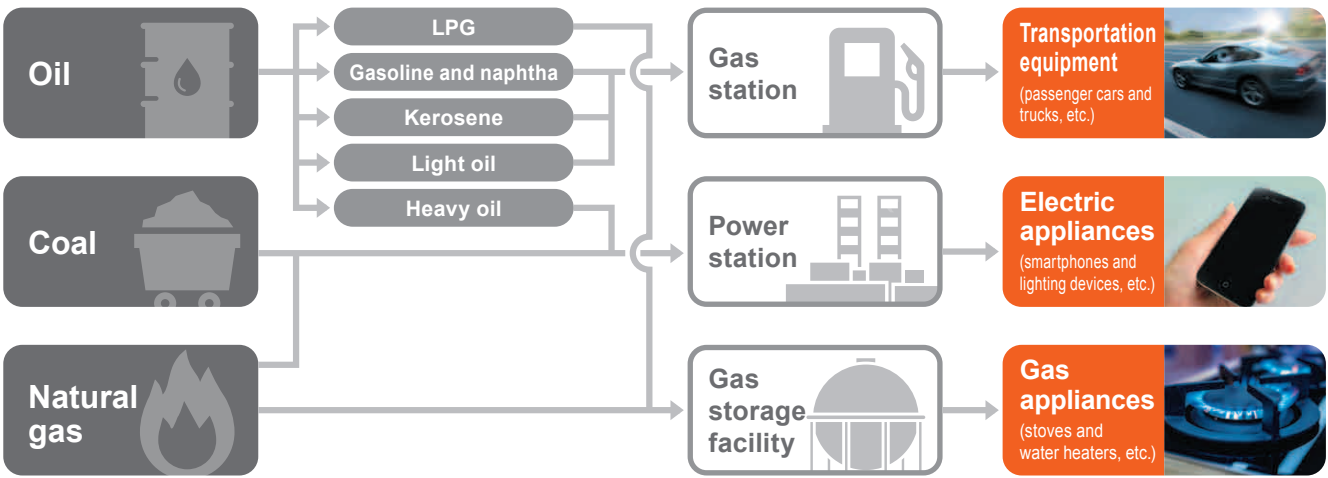 Oil
LPG
Gasoline and naphtha
Kerosene
Light oil
Heavy oil
Gas
station
Transportation
equipment
(passenger cars and
trucks, etc.)
Coal
Power
station
Electric
appliances
(smartphones and
lighting devices, etc.)
Natural
gas
Gas
storage
facility
Gas
appliances
(stoves and
water heaters, etc.)